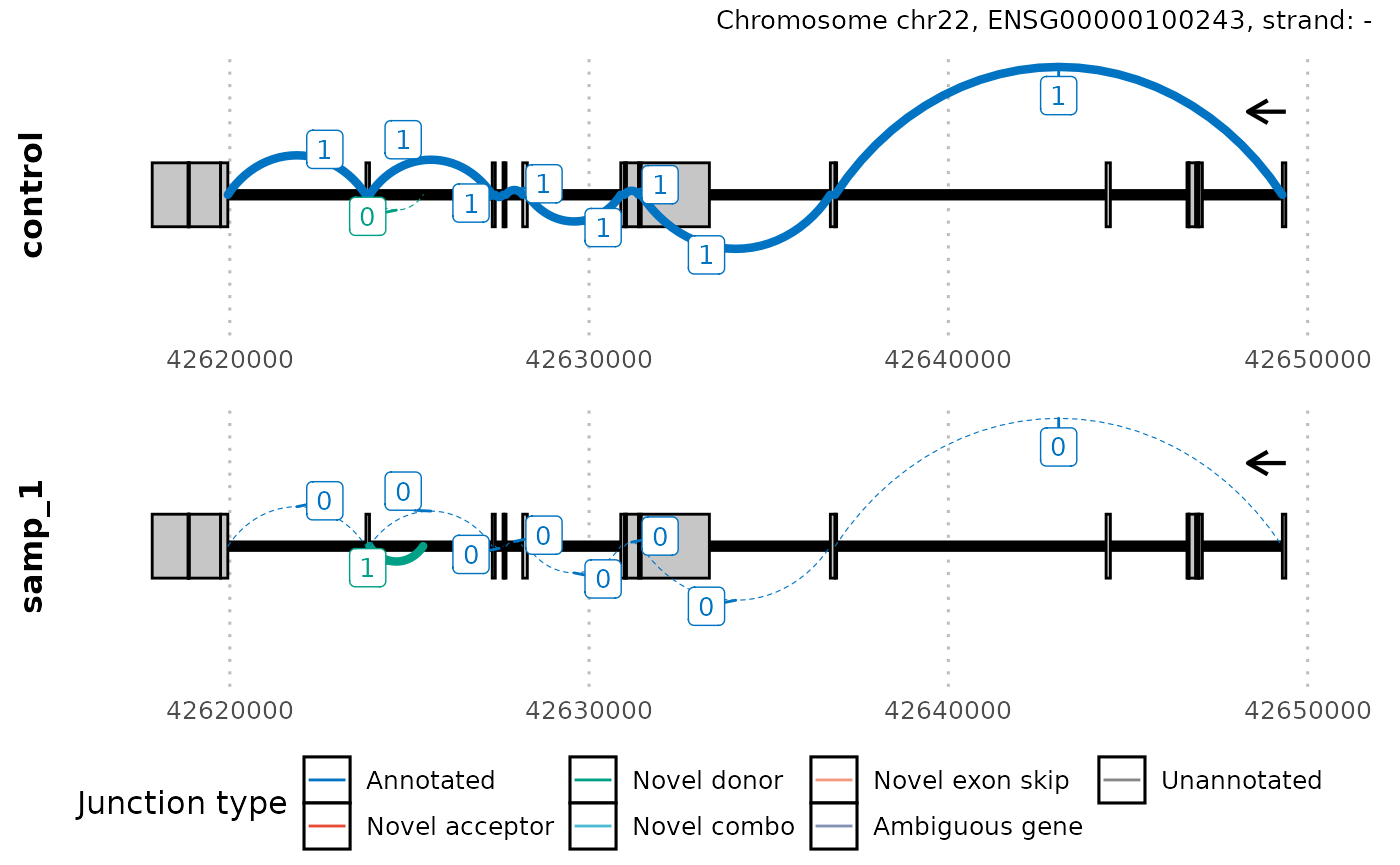 Chromosome chr22, ENSG00000100243, strand: -
control
1
1
1
1
1
1
1
1
0
42620000 42630000 42640000 42650000
samp_1
0
0
0
0
0
0
0
0
1
42620000 42630000 42640000 42650000
Junction type
Annotated Novel donor Novel exon skip Unannotated
Novel acceptor Novel combo Ambiguous gene